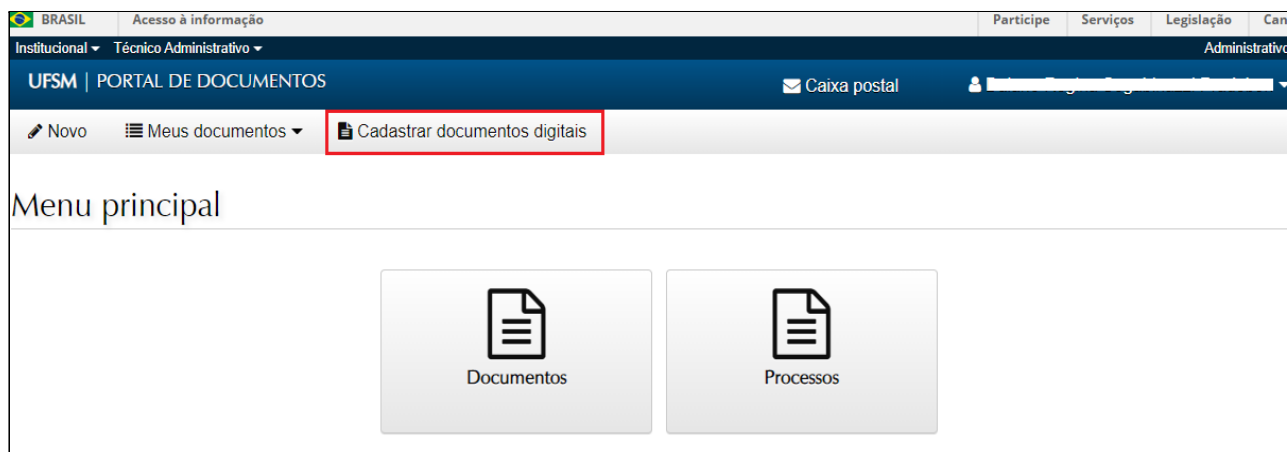 BRASIL Acesso à informação Participe Serviços Legislação Can
Institucional Técnico Administrativo Administrativo
UFSM | PORTAL DE DOCUMENTOS Caixa postal
Novo Meus documentos Cadastrar documentos digitais
Menu principal
Documentos Processos